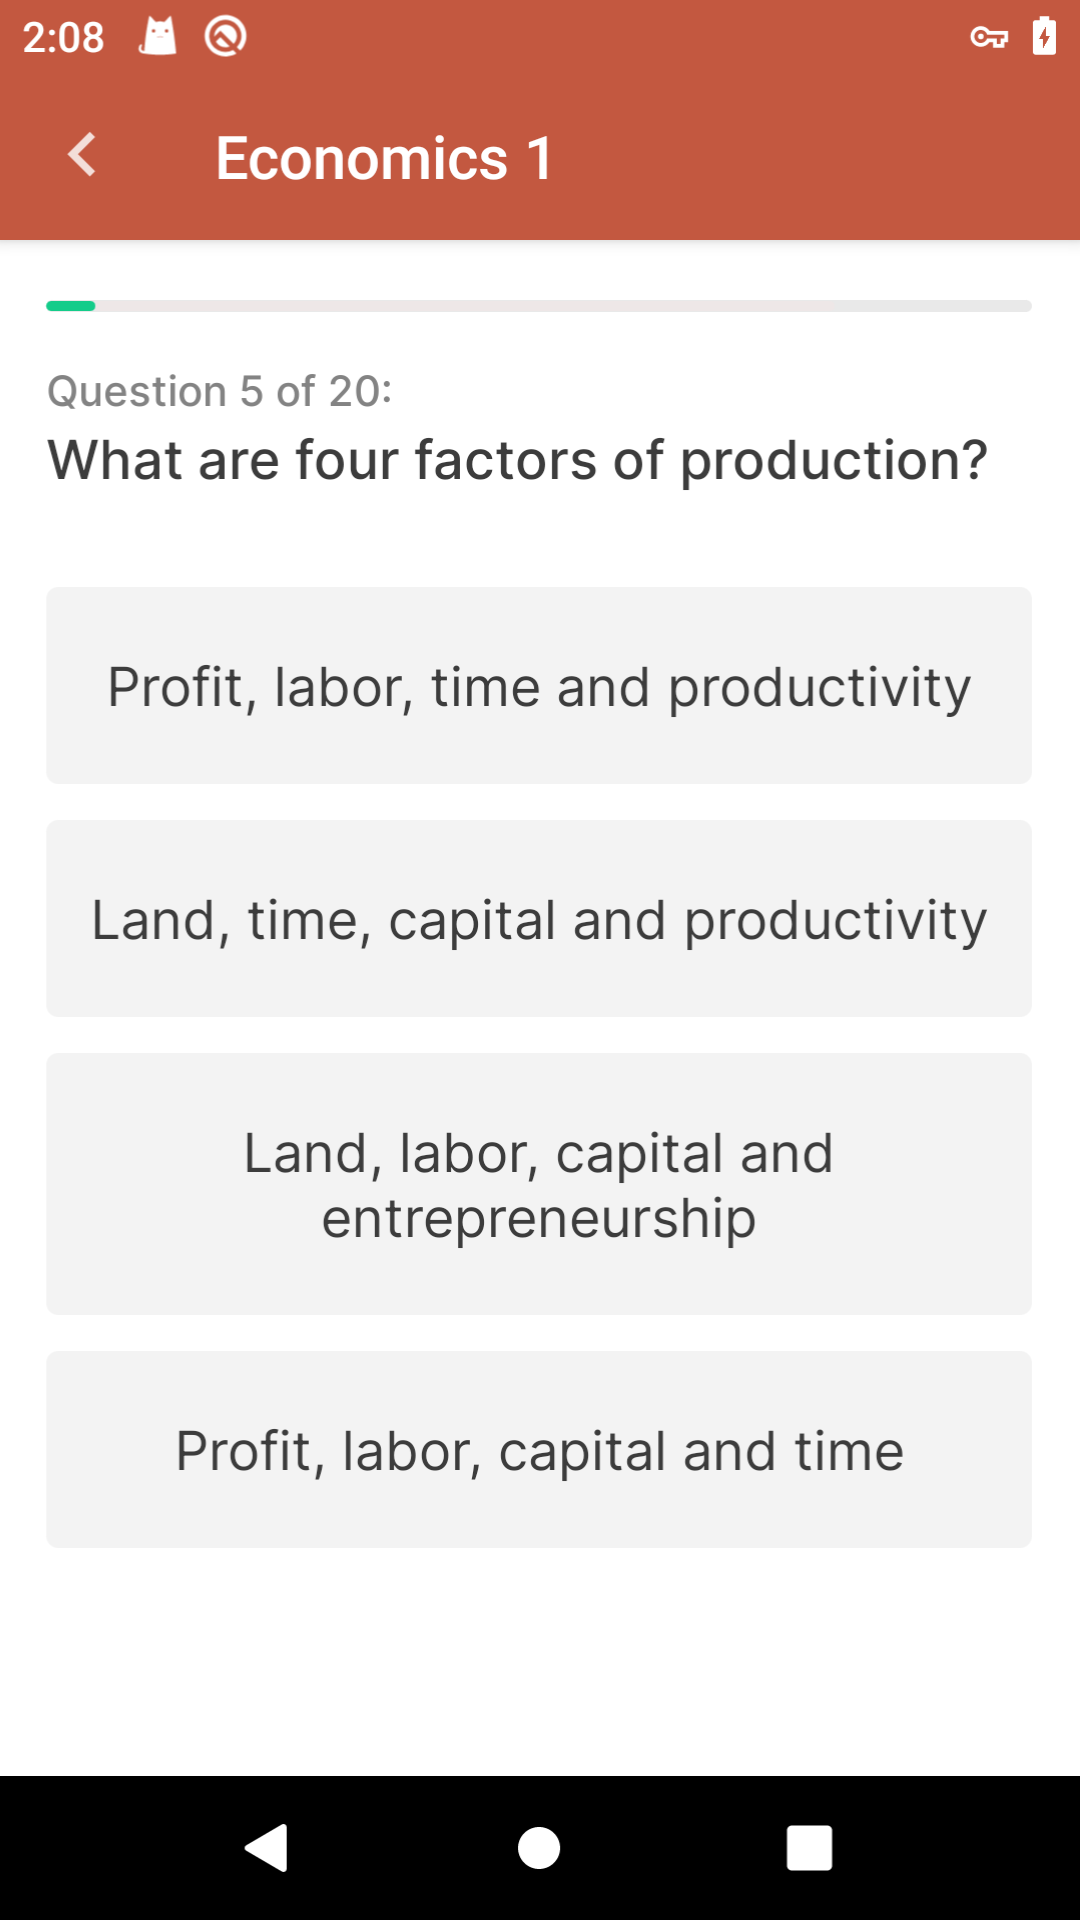 2:08
Economics 1
Question 5 of 20:
What are four factors of production?
Profit, labor, time and productivity
Land, time, capital and productivity
Land, labor, capital and
entrepreneurship
Profit, labor, capital and time